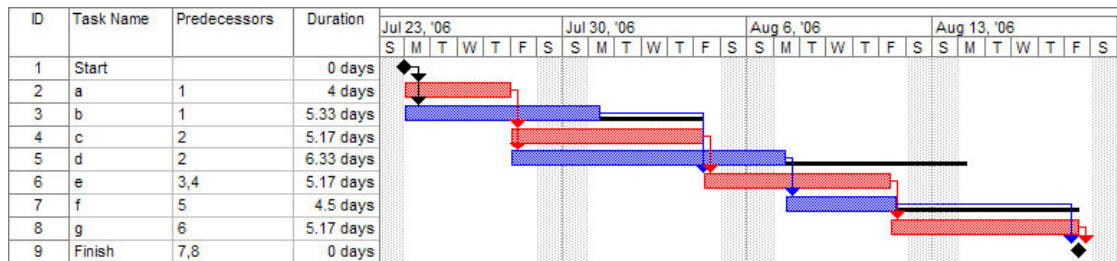 ID Task Name Predecessors Duration Jul 23, '06 Jul 30, '06 Aug 6, '06 Aug 13, '06
S M T W T F S S M T W T F S S M T W T F S S M T W T F S
1 Start 0 days
2 a 1 4 days
3 b 1 5.33 days
4 c 2 5.17 days
5 d 2 6.33 days
6 e 3,4 5.17 days
7 f 5 4.5 days
8 g 6 5.17 days
9 Finish 7,8 0 days